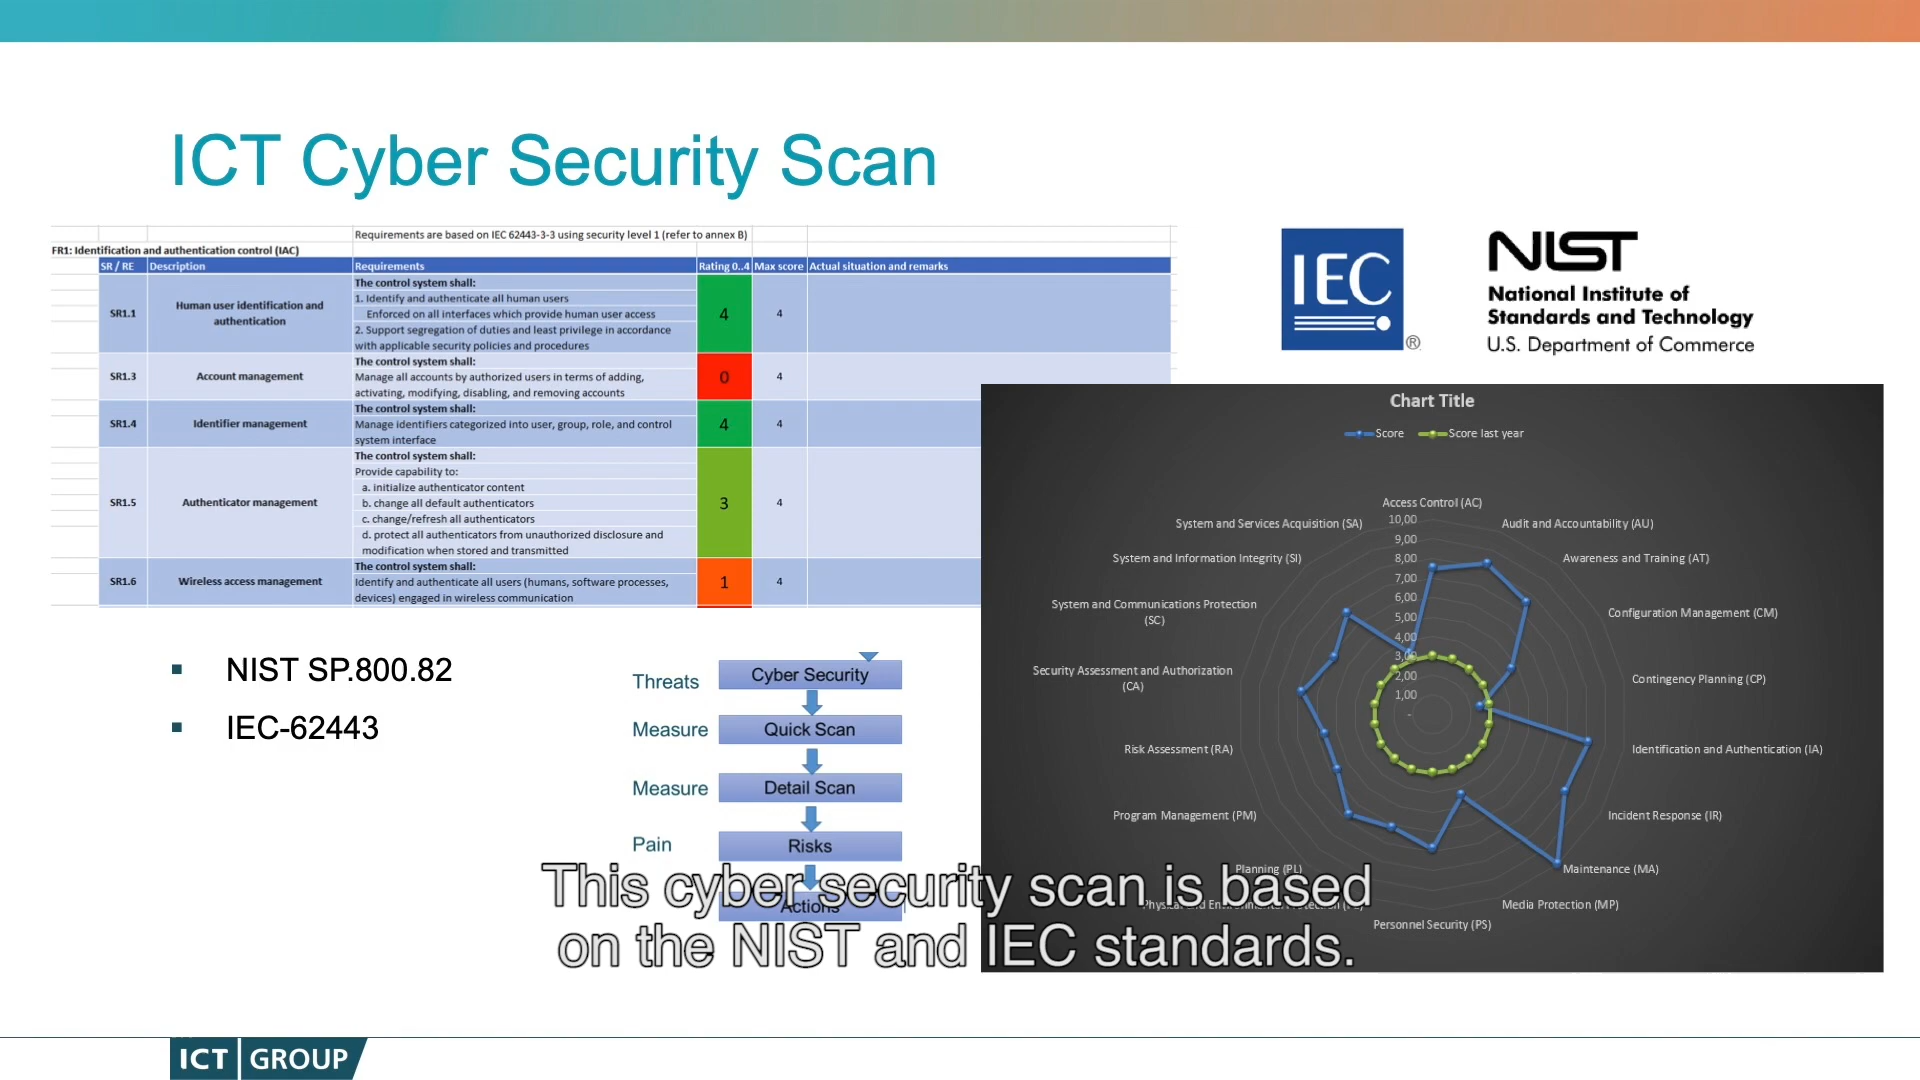 ICT Cyber Security Scan
Requirements are based on IEC 62443-3-3 using security level 1 (refer to annex B)
FR1: Identification and authentication control (IAC)
SR / RE Description Requirements Rating 0..4 Max score Actual situation and remarks
SR1.1 Human user identification and authentication
The control system shall:
1. Identify and authenticate all human users
Enforced on all interfaces which provide human user access
2. Support segregation of duties and least privilege in accordance
with applicable security policies and procedures
4 4
SR1.3 Account management
The control system shall:
Manage all accounts by authorized users in terms of adding,
activating, modifying, disabling, and removing accounts
0 4
SR1.4 Identifier management
The control system shall:
Manage identifiers categorized into user, group, role, and control
system interface
4 4
SR1.5 Authenticator management
The control system shall:
Provide capability to:
a. initialize authenticator content
b. change all default authenticators
c. change/refresh all authenticators
d. protect all authenticators from unauthorized disclosure and
modification when stored and transmitted
3 4
SR1.6 Wireless access management
The control system shall:
Identify and authenticate all users (humans, software processes,
devices) engaged in wireless communication
1 4
IEC
®
NIST
National Institute of
Standards and Technology
U.S. Department of Commerce
▪ NIST SP.800.82
▪ IEC-62443
Threats Cyber Security
Measure Quick Scan
Measure Detail Scan
Pain Risks
Actions
Chart Title
Score Score last year
Access Control (AC)
Audit and Accountability (AU)
Awareness and Training (AT)
Configuration Management (CM)
Contingency Planning (CP)
Identification and Authentication (IA)
Incident Response (IR)
Maintenance (MA)
Media Protection (MP)
Personnel Security (PS)
Planning (PL)
Program Management (PM)
Risk Assessment (RA)
Security Assessment and Authorization
(CA)
System and Communications Protection
(SC)
System and Information Integrity (SI)
System and Services Acquisition (SA)
10,00
9,00
8,00
7,00
6,00
5,00
4,00
3,00
2,00
1,00
-
This cyber security scan is based
on the NIST and IEC standards.
ICT GROUP